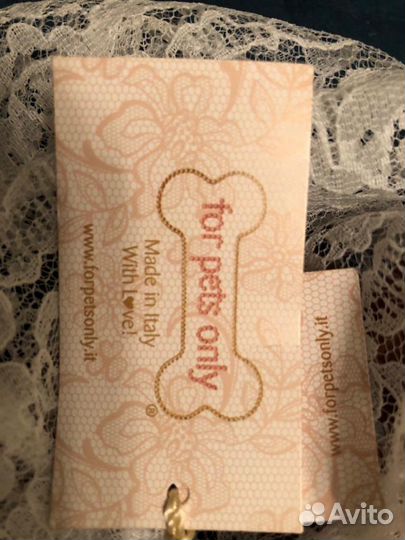 for pets only
®
Made in Italy
With L♥ve!
www.forpetsonly.it
www.forpetsonly.it
Avito